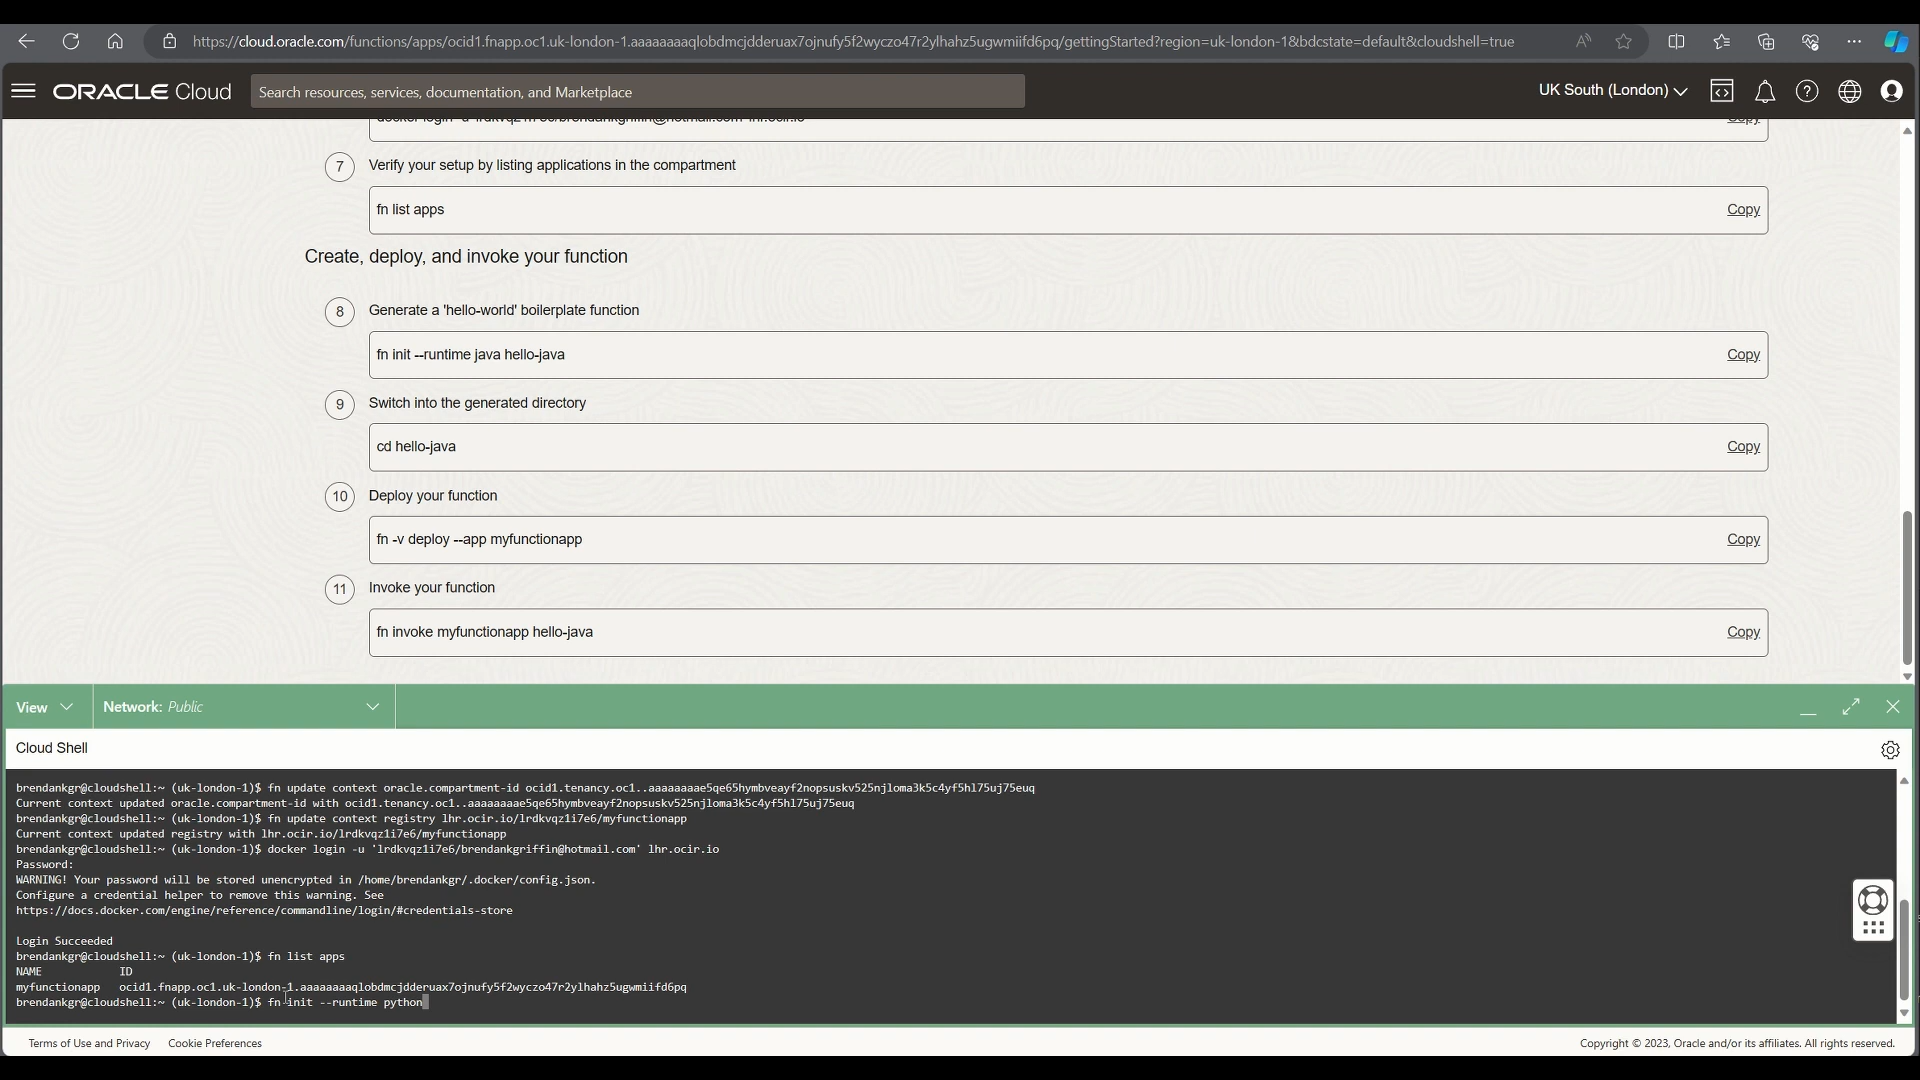 https://cloud.oracle.com/functions/apps/ocid1.fnapp.oc1.uk-london-1.aaaaaaaaqlobdmcjdderuax7ojnufy5f2wyczo47r2ylhahz5ugwmiifd6pq/gettingStarted?region=uk-london-1&bdcstate=default&cloudshell=true
ORACLE Cloud
Search resources, services, documentation, and Marketplace
UK South (London)
Copy
7
Verify your setup by listing applications in the compartment
fn list apps
Copy
Create, deploy, and invoke your function
8
Generate a 'hello-world' boilerplate function
fn init --runtime java hello-java
Copy
9
Switch into the generated directory
cd hello-java
Copy
10
Deploy your function
fn -v deploy --app myfunctionapp
Copy
11
Invoke your function
fn invoke myfunctionapp hello-java
Copy
View
Network: Public
Cloud Shell
brendankgr@cloudshell:~ (uk-london-1)$ fn update context oracle.compartment-id ocid1.tenancy.oc1..aaaaaaaae5qe65hymbveayf2nopsuskv525njloma3k5c4yf5hl75uj75euq
Current context updated oracle.compartment-id with ocid1.tenancy.oc1..aaaaaaaae5qe65hymbveayf2nopsuskv525njloma3k5c4yf5hl75uj75euq
brendankgr@cloudshell:~ (uk-london-1)$ fn update context registry lhr.ocir.io/lrdkvqz1i7e6/myfunctionapp
Current context updated registry with lhr.ocir.io/lrdkvqz1i7e6/myfunctionapp
brendankgr@cloudshell:~ (uk-london-1)$ docker login -u 'lrdkvqz1i7e6/brendankgriffin@hotmail.com' lhr.ocir.io
Password:
WARNING! Your password will be stored unencrypted in /home/brendankgr/.docker/config.json.
Configure a credential helper to remove this warning. See
https://docs.docker.com/engine/reference/commandline/login/#credentials-store
Login Succeeded
brendankgr@cloudshell:~ (uk-london-1)$ fn list apps
NAME ID
myfunctionapp ocid1.fnapp.oc1.uk-london-1.aaaaaaaaqlobdmcjdderuax7ojnufy5f2wyczo47r2ylhahz5ugwmiifd6pq
brendankgr@cloudshell:~ (uk-london-1)$ fn init --runtime python
Terms of Use and Privacy
Cookie Preferences
Copyright © 2023, Oracle and/or its affiliates. All rights reserved.